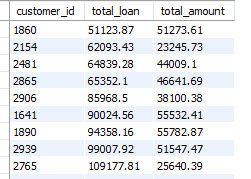 customer_id total_loan total_amount
1860 51123.87 51273.61
2154 62093.43 23245.73
2481 64839.28 44009.1
2865 65352.1 46641.69
2906 85968.5 38100.38
1641 90024.56 55532.41
1890 94358.16 55782.87
2939 99007.92 51547.47
2765 109177.81 25640.39